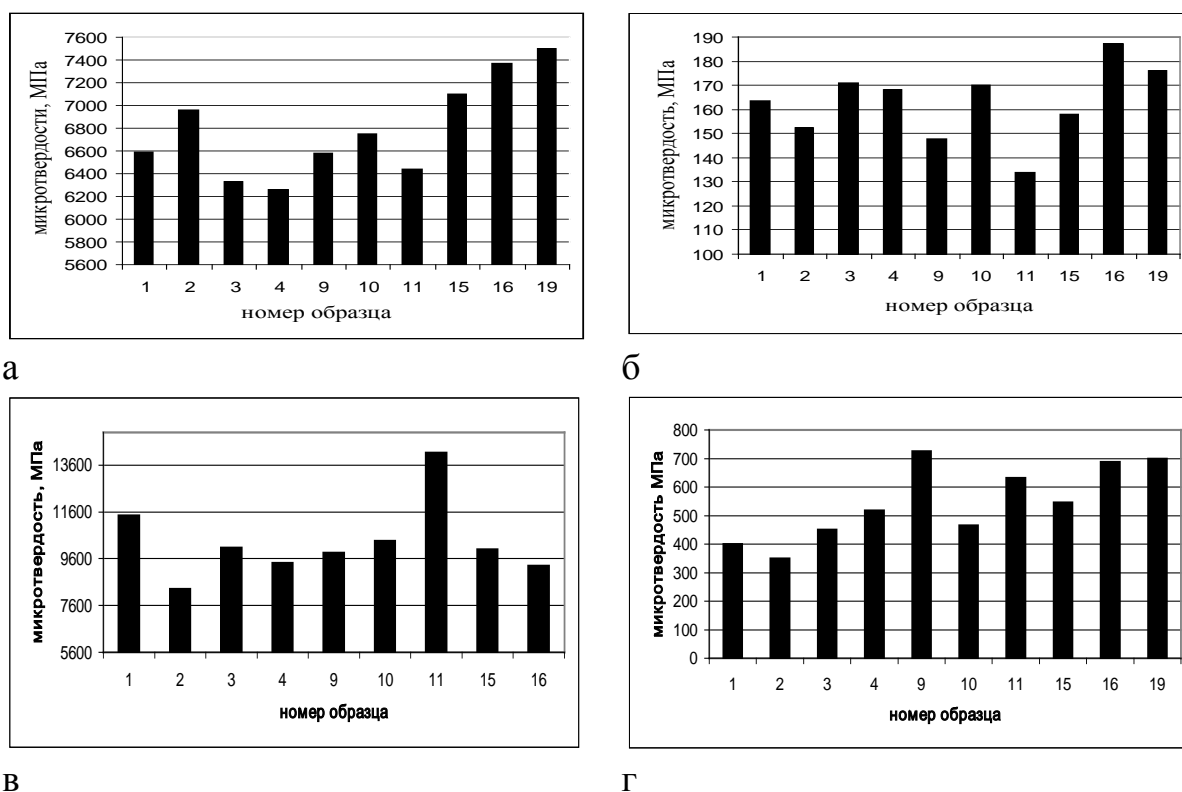 микротвердости, МПа
7600
7400
7200
7000
6800
6600
6400
6200
6000
5800
5600
1 2 3 4 9 10 11 15 16 19
номер образца
а
микротвердость, МПа
190
180
170
160
150
140
130
120
110
100
1 2 3 4 9 10 11 15 16 19
номер образца
б
микротвердость, МПа
13600
11600
9600
7600
5600
1 2 3 4 9 10 11 15 16
номер образца
в
микротвердость МПа
800
700
600
500
400
300
200
100
0
1 2 3 4 9 10 11 15 16 19
номер образца
г